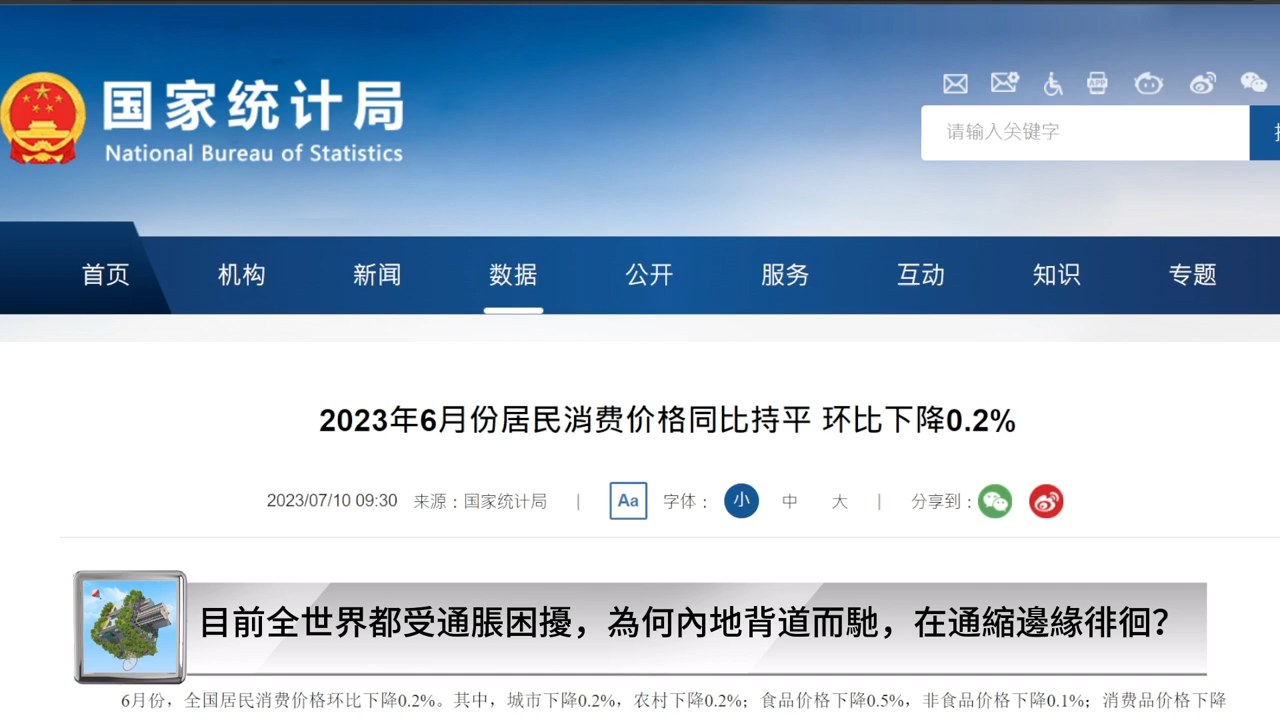 国家统计局
National Bureau of Statistics
APP
请输入关键字
首页 机构 新闻 数据 公开 服务 互动 知识 专题
2023年6月份居民消费价格同比持平 环比下降0.2%
2023/07/10 09:30 来源：国家统计局 | Aa 字体： 小 中 大 | 分享到：
目前全世界都受通脹困擾，為何內地背道而馳，在通縮邊緣徘徊？
6月份，全国居民消费价格环比下降0.2%。其中，城市下降0.2%，农村下降0.2%；食品价格下降0.5%，非食品价格下降0.1%；消费品价格下降